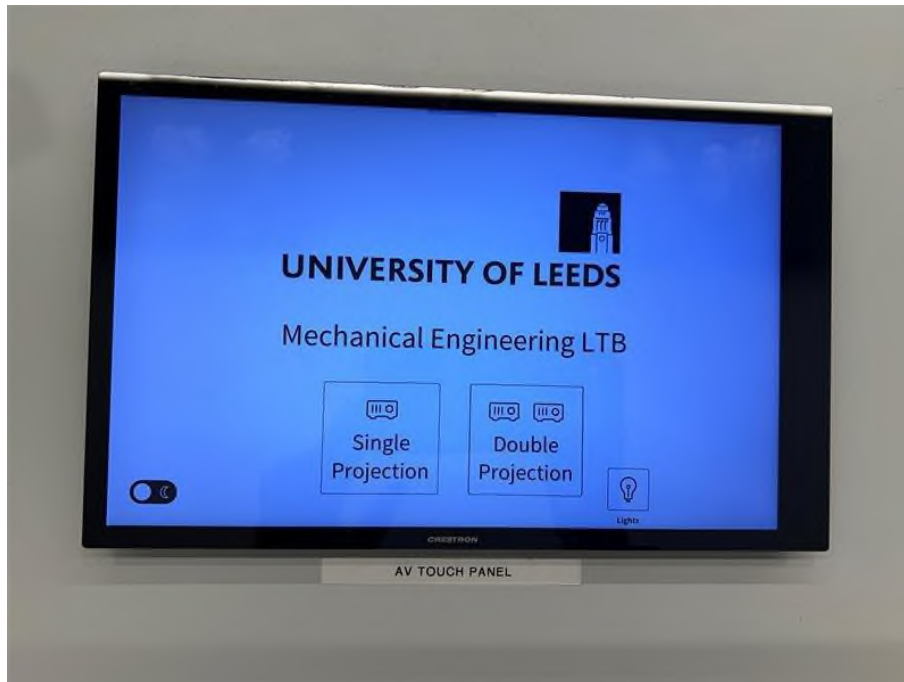 UNIVERSITY OF LEEDS
Mechanical Engineering LTB
Single
Projection
Double
Projection
Lights
CRESTRON
AV TOUCH PANEL